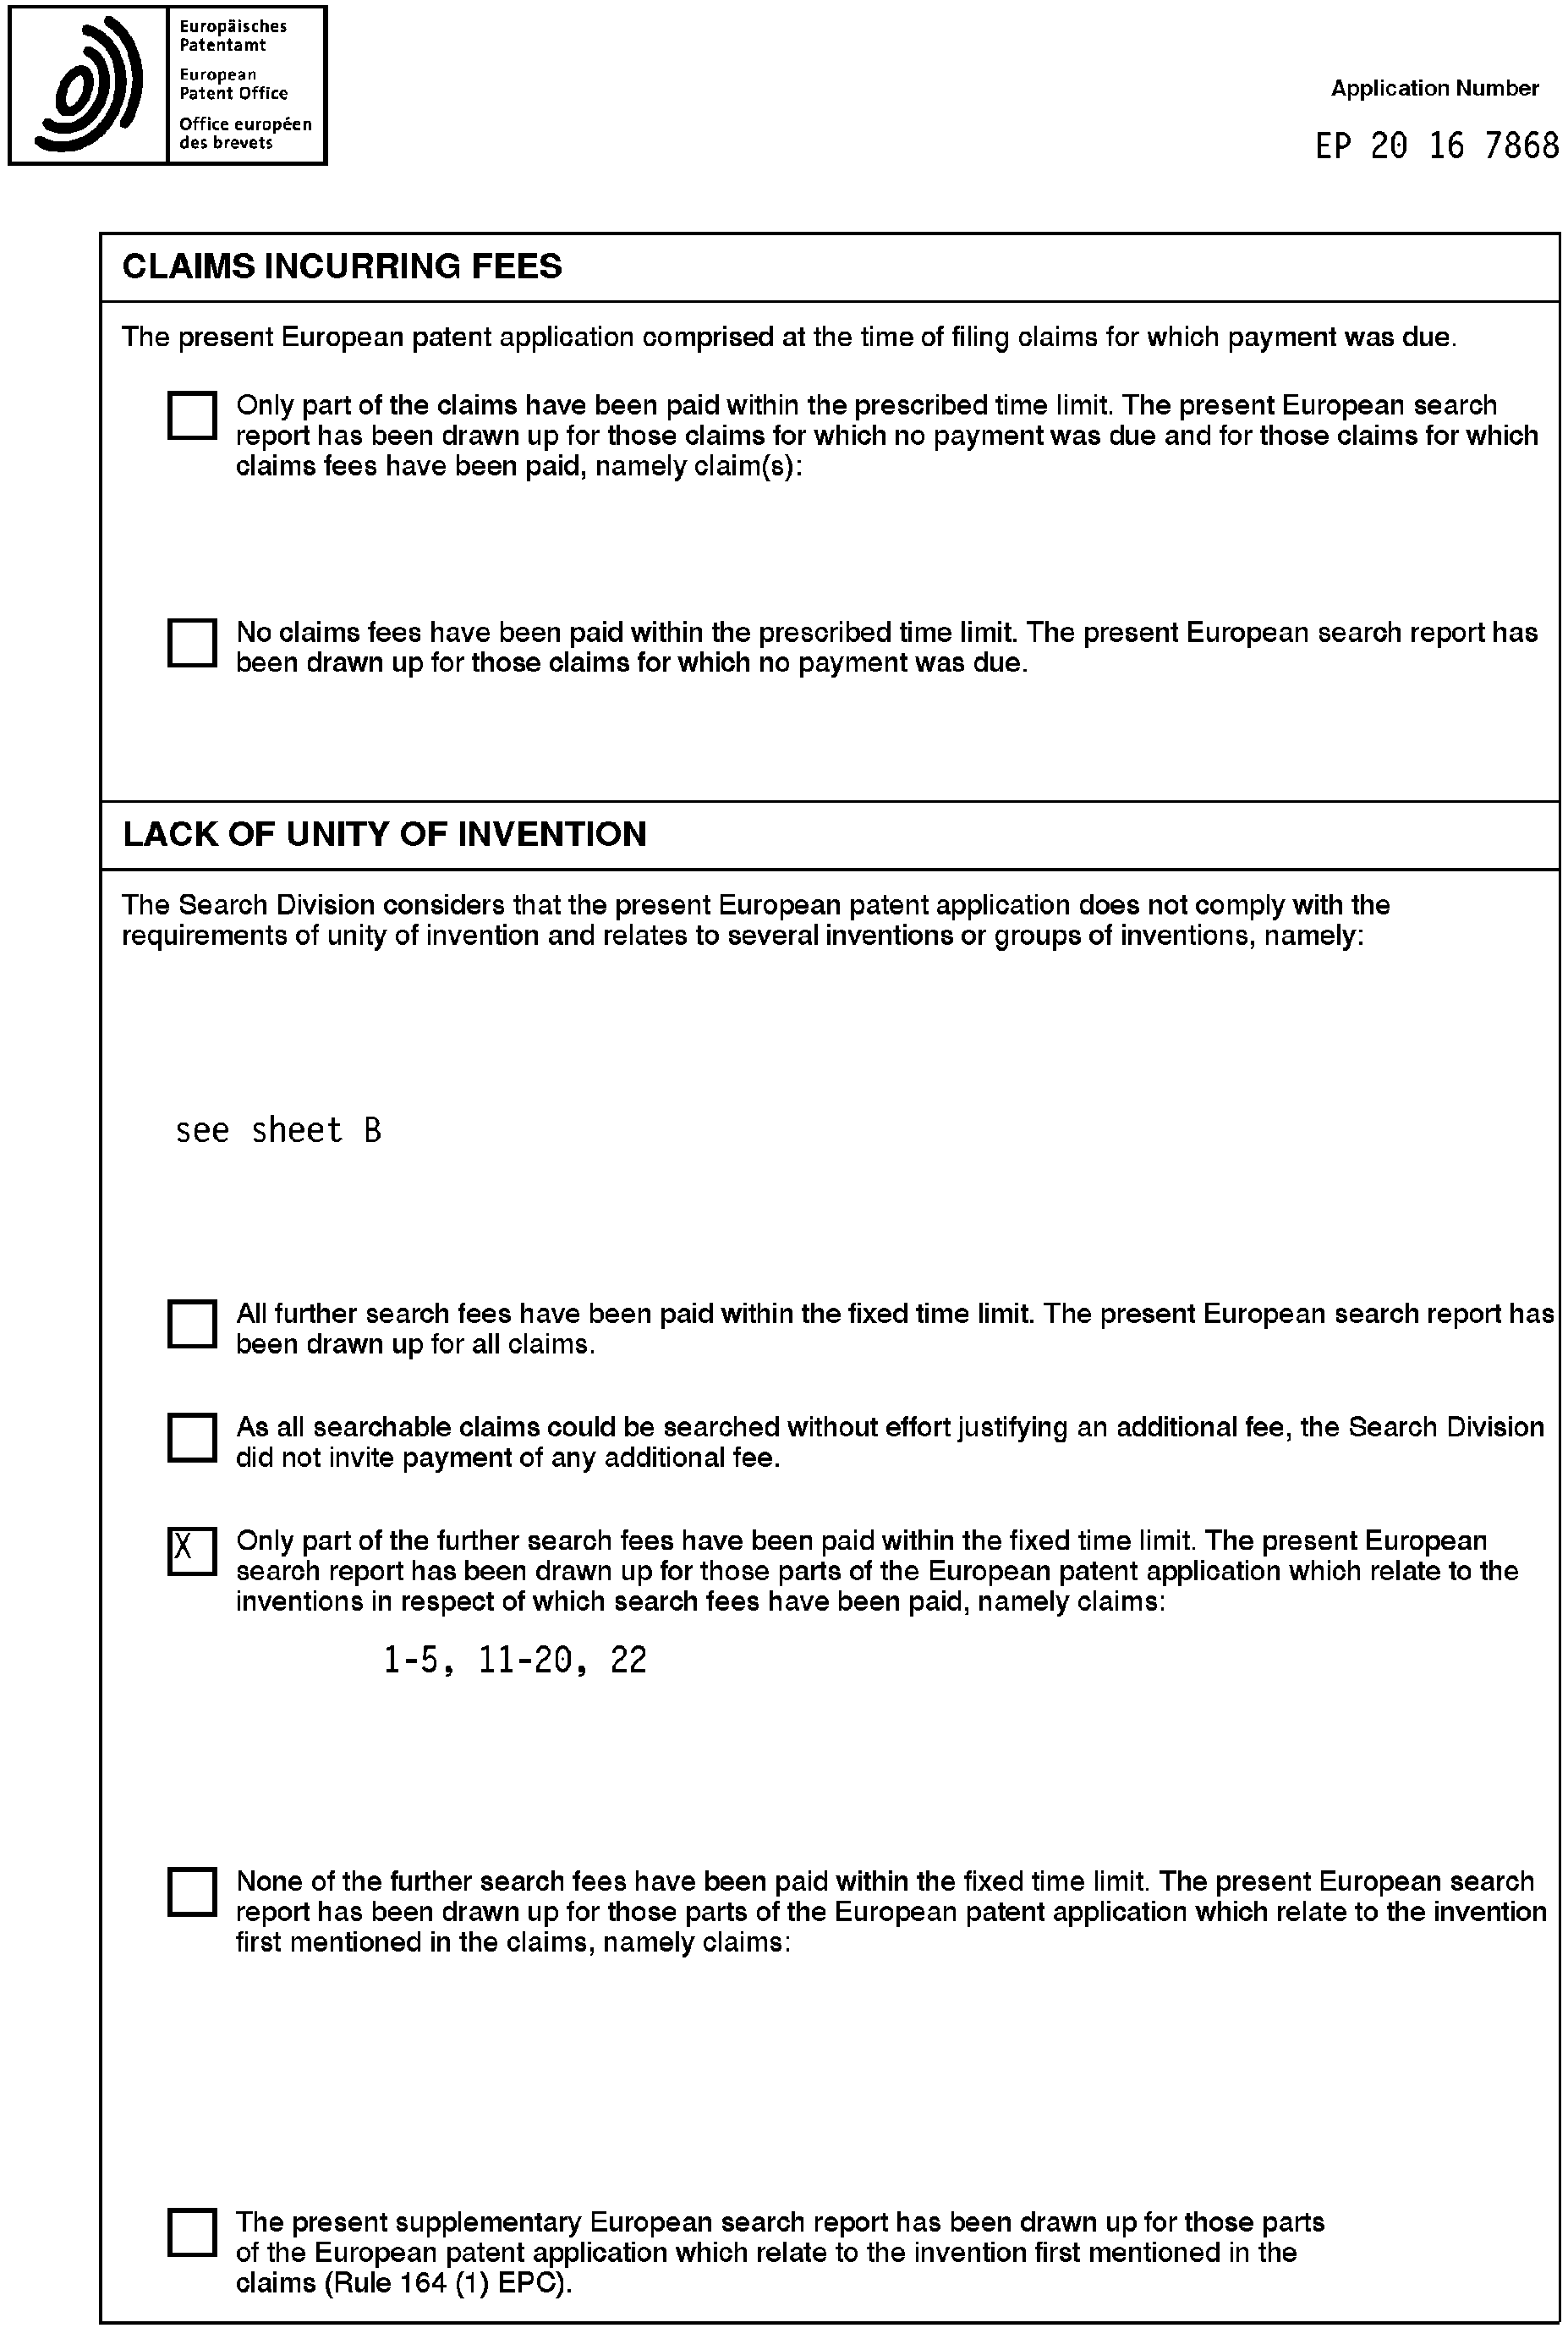 Europäisches
Patentamt
European
Patent Office
Office européen
des brevets
Application Number
EP 20 16 7868
CLAIMS INCURRING FEES
The present European patent application comprised at the time of filing claims for which payment was due.
Only part of the claims have been paid within the prescribed time limit. The present European search
report has been drawn up for those claims for which no payment was due and for those claims for which
claims fees have been paid, namely claim(s):
No claims fees have been paid within the prescribed time limit. The present European search report has
been drawn up for those claims for which no payment was due.
LACK OF UNITY OF INVENTION
The Search Division considers that the present European patent application does not comply with the
requirements of unity of invention and relates to several inventions or groups of inventions, namely:
see sheet B
All further search fees have been paid within the fixed time limit. The present European search report has
been drawn up for all claims.
As all searchable claims could be searched without effort justifying an additional fee, the Search Division
did not invite payment of any additional fee.
X Only part of the further search fees have been paid within the fixed time limit. The present European
search report has been drawn up for those parts of the European patent application which relate to the
inventions in respect of which search fees have been paid, namely claims:
1-5, 11-20, 22
None of the further search fees have been paid within the fixed time limit. The present European search
report has been drawn up for those parts of the European patent application which relate to the invention
first mentioned in the claims, namely claims:
The present supplementary European search report has been drawn up for those parts
of the European patent application which relate to the invention first mentioned in the
claims (Rule 164 (1) EPC).